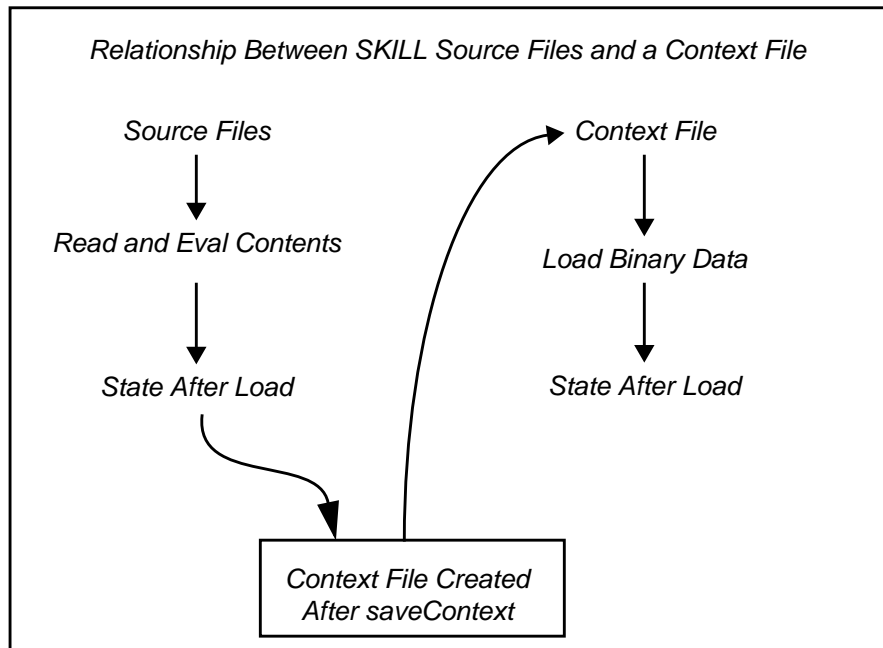 Relationship Between SKILL Source Files and a Context File
Source Files
Read and Eval Contents
State After Load
Context File Created
After saveContext
Context File
Load Binary Data
State After Load